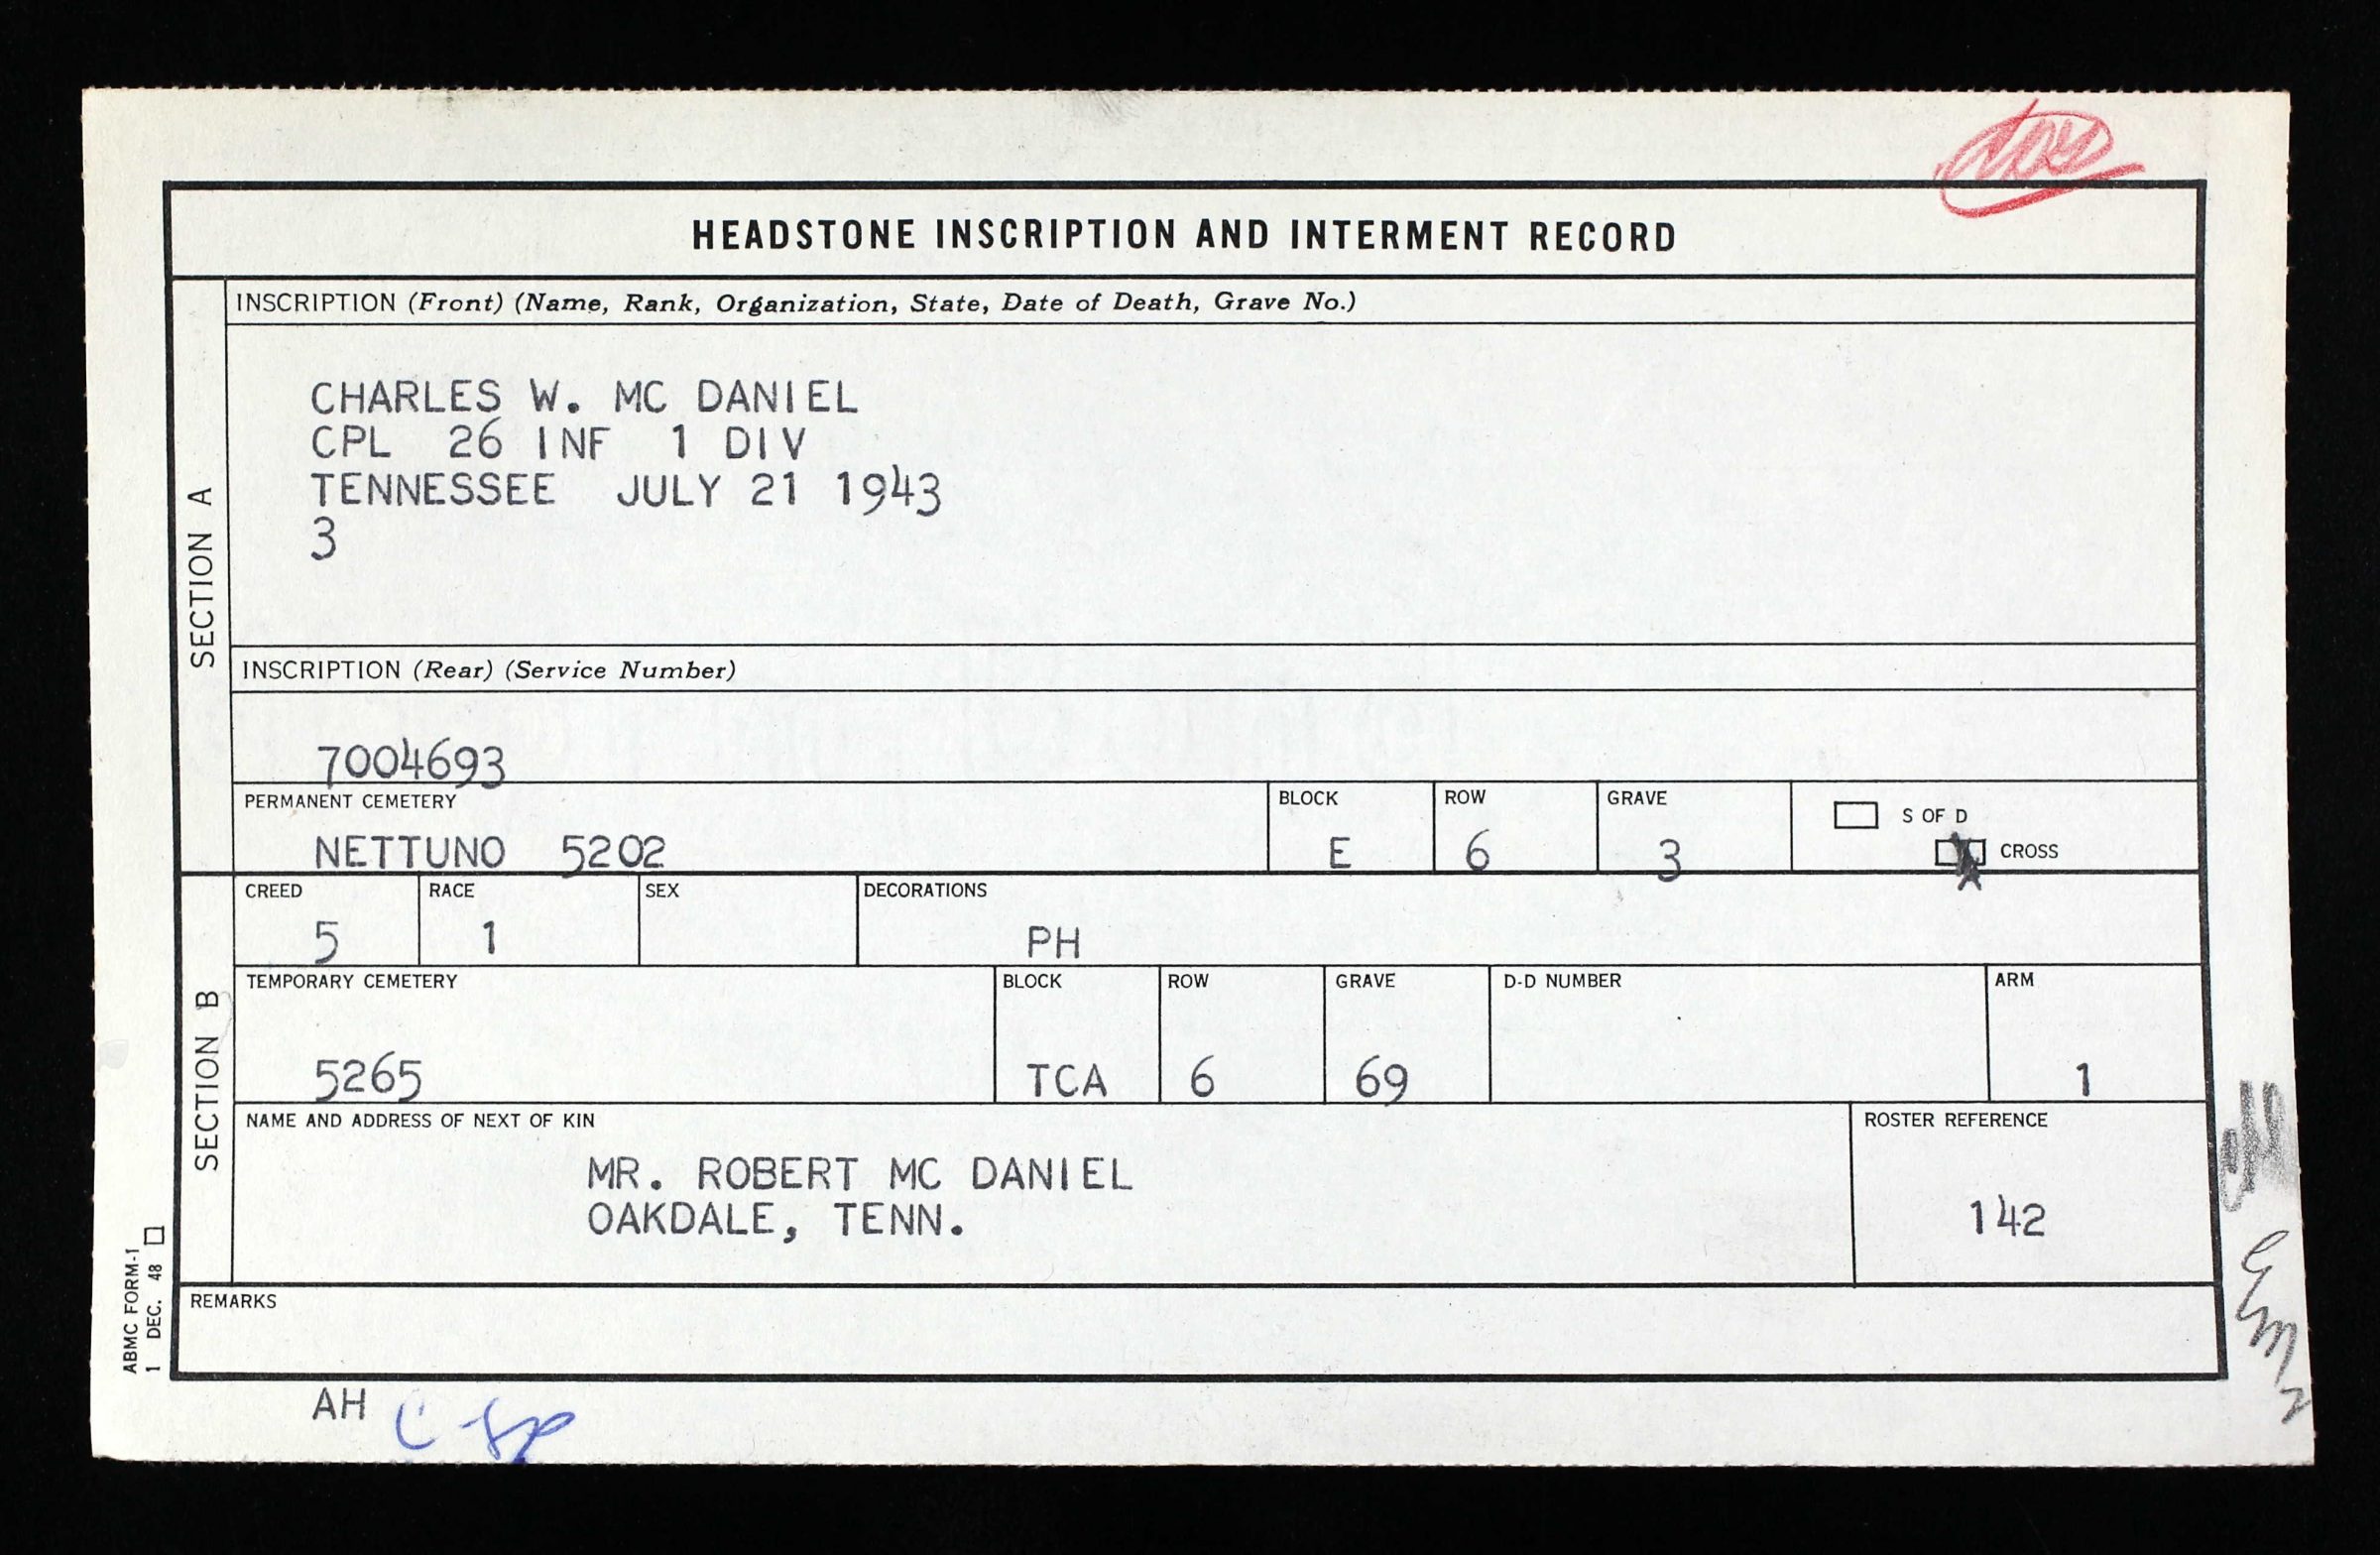 HEADSTONE INSCRIPTION AND INTERMENT RECORD
SECTION A
INSCRIPTION (Front) (Name, Rank, Organization, State, Date of Death, Grave No.)
CHARLES W. MC DANIEL
CPL 26 INF 1 DIV
TENNESSEE JULY 21 1943
3
INSCRIPTION (Rear) (Service Number)
7004693
PERMANENT CEMETERY BLOCK ROW GRAVE S OF D
NETTUNO 5202 E 6 3 X CROSS
SECTION B
CREED RACE SEX DECORATIONS
5 1 PH
TEMPORARY CEMETERY BLOCK ROW GRAVE D-D NUMBER ARM
5265 TCA 6 69 1
NAME AND ADDRESS OF NEXT OF KIN ROSTER REFERENCE
MR. ROBERT MC DANIEL
OAKDALE, TENN. 142
REMARKS
ABMC FORM-1
1 DEC. 48
AH